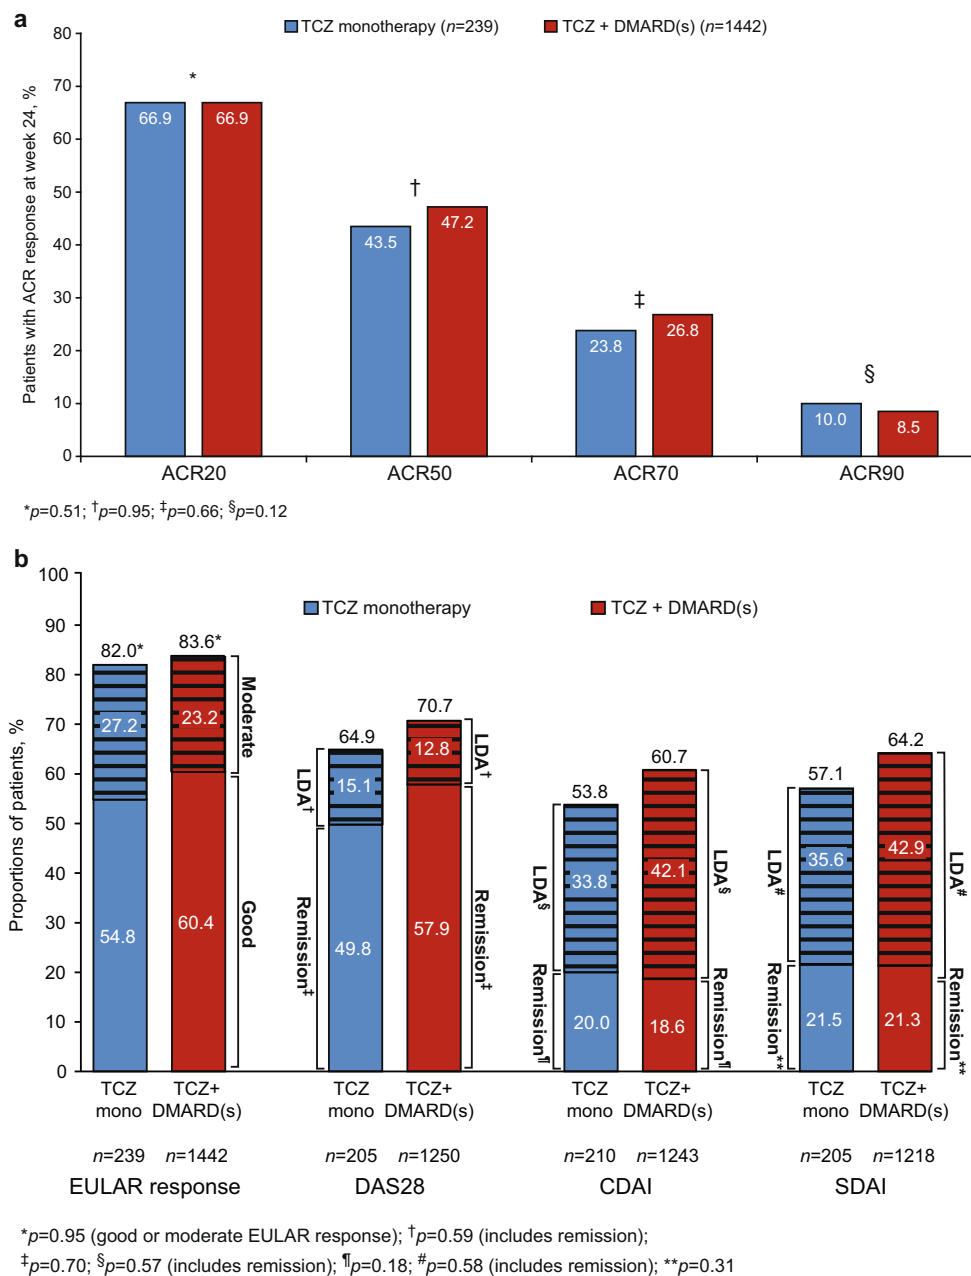 a
TCZ monotherapy (n=239) TCZ + DMARD(s) (n=1442)
Patients with ACR response at week 24, %
80
70
60
50
40
30
20
10
0
*
66.9 66.9
†
43.5 47.2
‡
23.8 26.8
§
10.0 8.5
ACR20 ACR50 ACR70 ACR90
*p=0.51; †p=0.95; ‡p=0.66; §p=0.12
b
TCZ monotherapy TCZ + DMARD(s)
Proportions of patients, %
100
90
80
70
60
50
40
30
20
10
0
82.0* 83.6*
27.2 23.2
54.8 60.4
Moderate
Good
64.9 70.7
15.1 12.8
49.8 57.9
LDA†
Remission‡
LDA†
Remission‡
53.8 60.7
33.8 42.1
20.0 18.6
LDA§
Remission¶
LDA§
Remission¶
57.1 64.2
35.6 42.9
21.5 21.3
LDA#
Remission**
LDA#
Remission**
TCZ TCZ+ TCZ TCZ+ TCZ TCZ+ TCZ TCZ+
mono DMARD(s) mono DMARD(s) mono DMARD(s) mono DMARD(s)
n=239 n=1442 n=205 n=1250 n=210 n=1243 n=205 n=1218
EULAR response DAS28 CDAI SDAI
*p=0.95 (good or moderate EULAR response); †p=0.59 (includes remission);
‡p=0.70; §p=0.57 (includes remission); ¶p=0.18; #p=0.58 (includes remission); **p=0.31